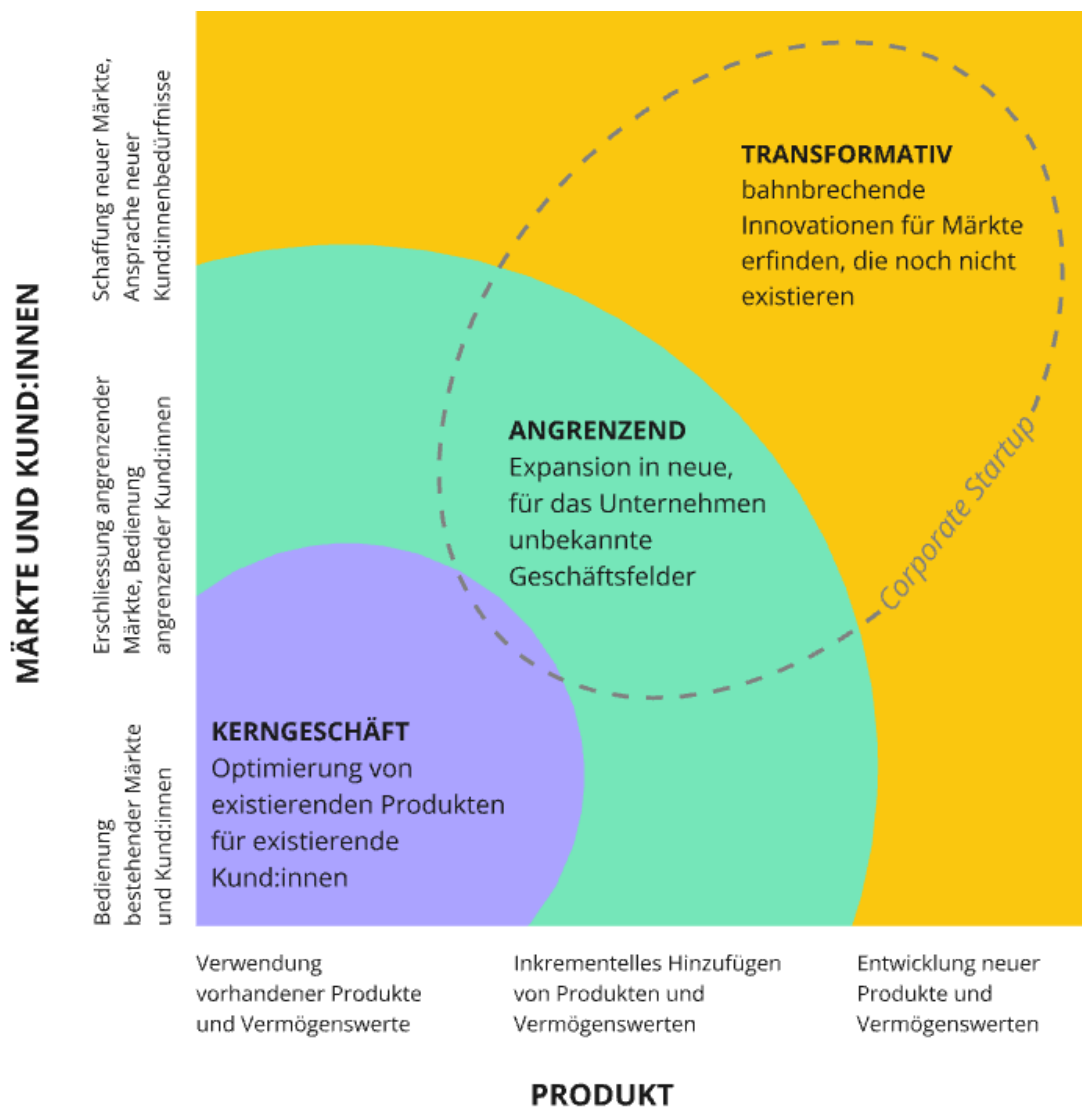 MÄRKTE UND KUND:INNEN
Schaffung neuer Märkte,
Ansprache neuer
Kund:innenbedürfnisse
Erschliessung angrenzender
Märkte, Bedienung
angrenzender Kund:innen
Bedienung
bestehender Märkte
und Kund:innen
TRANSFORMATIV
bahnbrechende
Innovationen für Märkte
erfinden, die noch nicht
existieren
ANGRENZEND
Expansion in neue,
für das Unternehmen
unbekannte
Geschäftsfelder
Corporate Startup
KERNGESCHÄFT
Optimierung von
existierenden Produkten
für existierende
Kund:innen
Verwendung
vorhandener Produkte
und Vermögenswerte
Inkrementelles Hinzufügen
von Produkten und
Vermögenswerten
Entwicklung neuer
Produkte und
Vermögenswerten
PRODUKT